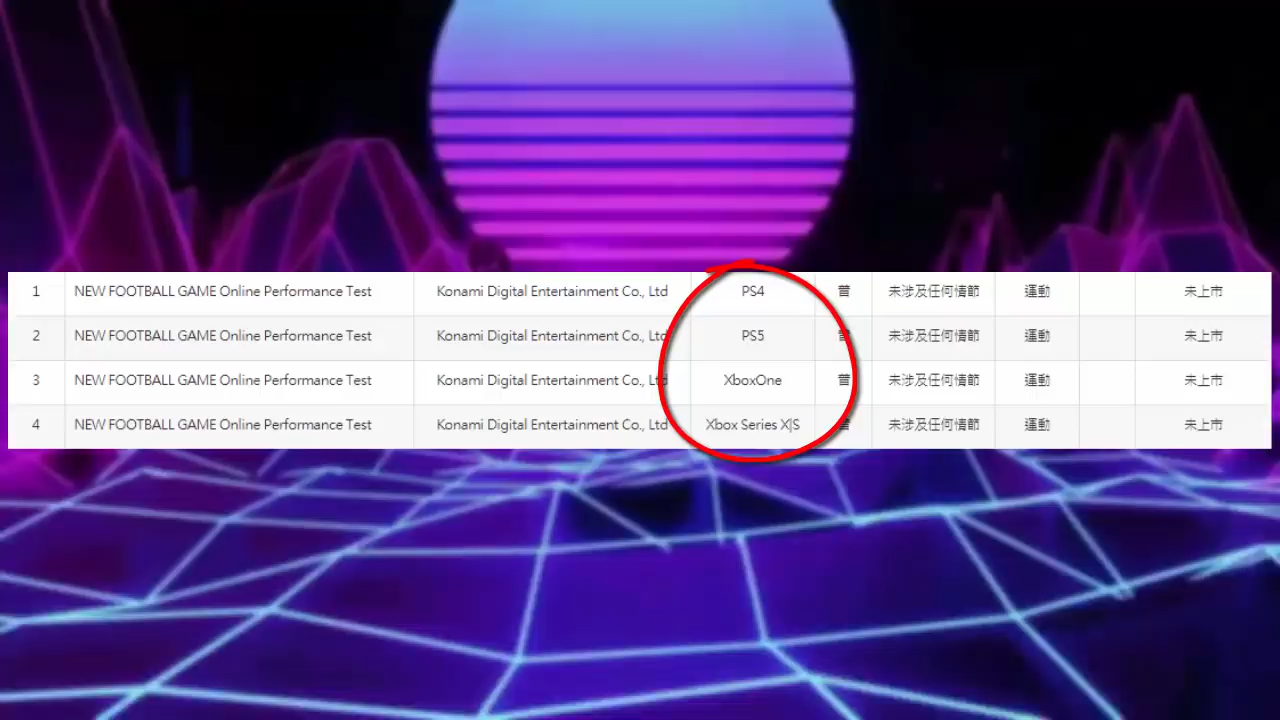 1 NEW FOOTBALL GAME Online Performance Test Konami Digital Entertainment Co., Ltd PS4 普 未涉及任何情節 運動 未上市
2 NEW FOOTBALL GAME Online Performance Test Konami Digital Entertainment Co., Ltd PS5 普 未涉及任何情節 運動 未上市
3 NEW FOOTBALL GAME Online Performance Test Konami Digital Entertainment Co., Ltd XboxOne 普 未涉及任何情節 運動 未上市
4 NEW FOOTBALL GAME Online Performance Test Konami Digital Entertainment Co., Ltd Xbox Series X|S 普 未涉及任何情節 運動 未上市